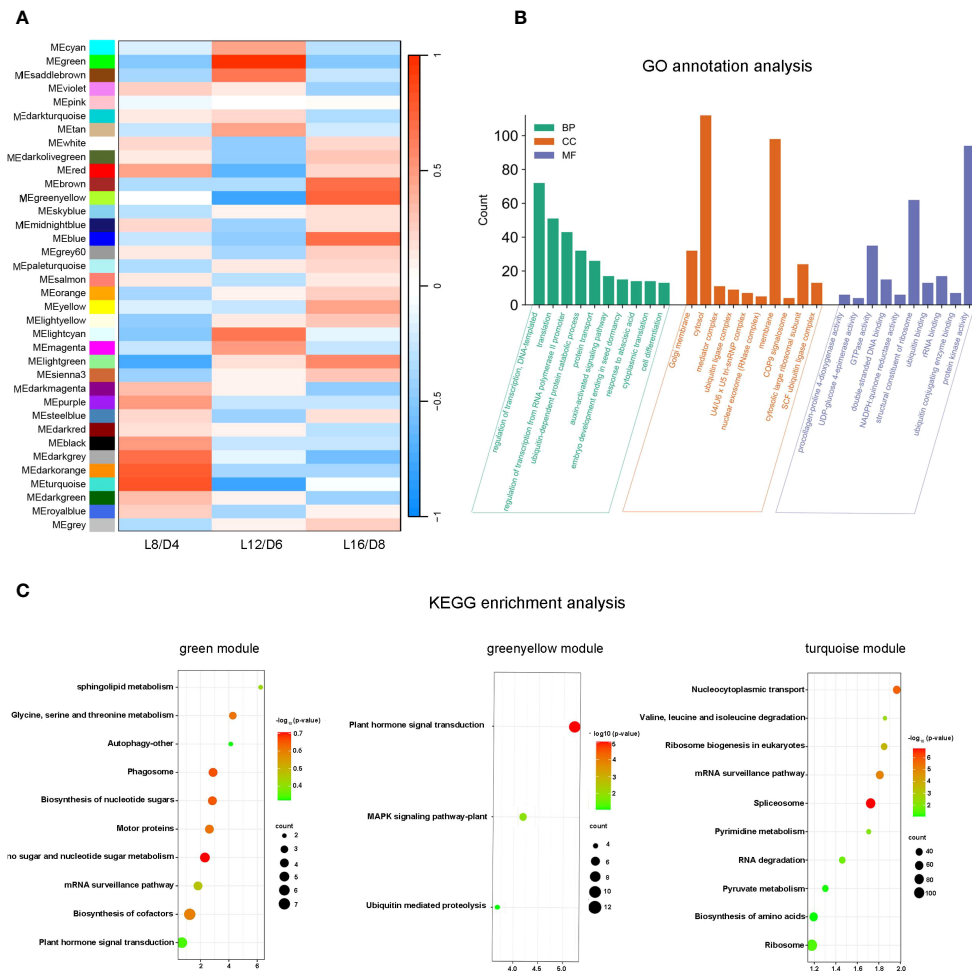 A
MEcyan
MEgreen
MEsaddlebrown
MEviolet
MEpink
MEdarkturquoise
MEtan
MEwhite
MEdarkolivegreen
MEred
MEbrown
MEgreenyellow
MEskyblue
MEmidnightblue
MEblue
MEgrey60
MEpaleturquoise
MEsalmon
MEorange
MEyellow
MElightyellow
MElightcyan
MEmagenta
MElightgreen
MEsienna3
MEdarkmagenta
MEpurple
MEsteelblue
MEdarkred
MEblack
MEdarkgrey
MEdarkorange
MEturquoise
MEdarkgreen
MEroyalblue
MEgrey
L8/D4 L12/D6 L16/D8
1
0.5
0
−0.5
−1
B
GO annotation analysis
BP
CC
MF
Count
100
80
60
40
20
0
regulation of transcription, DNA-templated
translation
regulation of transcription from RNA polymerase II promoter
ubiquitin-dependent protein catabolic process
protein transport
auxin-activated signaling pathway
embryo development ending in seed dormancy
response to abscisic acid
cytoplasmic translation
cell differentiation
Golgi membrane
cytosol
mediator complex
ubiquitin ligase complex
U4/U6 x U5 tri-snRNP complex
nuclear exosome (RNase complex)
membrane
COP9 signalosome
cytosolic large ribosomal subunit
SCF ubiquitin ligase complex
procollagen-proline 4-dioxygenase activity
UDP-glucose 4-epimerase activity
GTPase activity
double-stranded DNA binding
NADPH:quinone reductase activity
structural constituent of ribosome
ubiquitin binding
rRNA binding
ubiquitin conjugating enzyme binding
protein kinase activity
C
KEGG enrichment analysis
green module
sphingolipid metabolism
Glycine, serine and threonine metabolism
Autophagy-other
Phagosome
Biosynthesis of nucleotide sugars
Motor proteins
no sugar and nucleotide sugar metabolism
mRNA surveillance pathway
Biosynthesis of cofactors
Plant hormone signal transduction
2 4 6
-log10 (p-value)
0.7
0.6
0.5
0.4
count
2
3
4
5
6
7
greenyellow module
Plant hormone signal transduction
MAPK signaling pathway-plant
Ubiquitin mediated proteolysis
4.0 4.5 5.0
- log10 (p-value)
5
4
3
2
count
4
6
8
10
12
turquoise module
Nucleocytoplasmic transport
Valine, leucine and isoleucine degradation
Ribosome biogenesis in eukaryotes
mRNA surveillance pathway
Spliceosome
Pyrimidine metabolism
RNA degradation
Pyruvate metabolism
Biosynthesis of amino acids
Ribosome
1.2 1.4 1.6 1.8 2.0
-log10 (p-value)
6
5
4
3
2
1
count
40
60
80
100